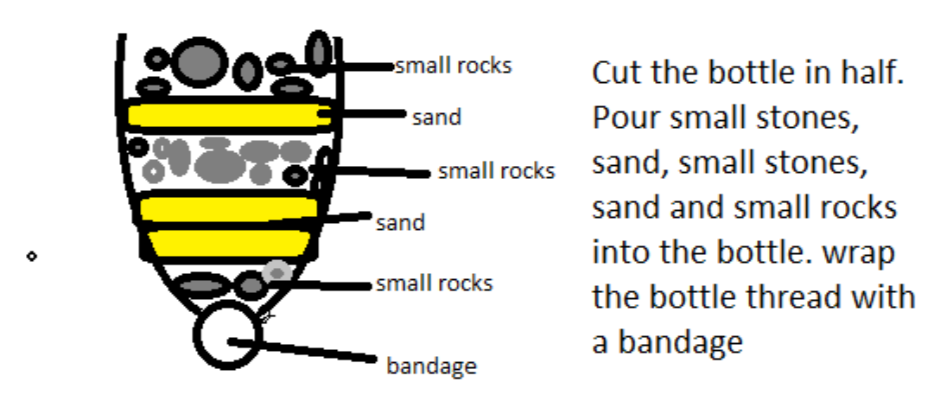 small rocks
sand
small rocks
sand
small rocks
bandage
Cut the bottle in half.
Pour small stones,
sand, small stones,
sand and small rocks
into the bottle. wrap
the bottle thread with
a bandage